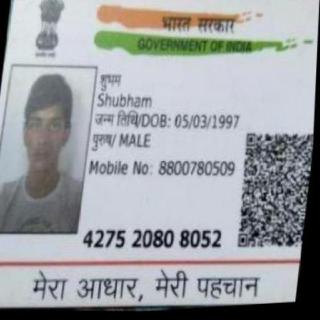 भारत सरकार
GOVERNMENT OF INDIA
शुभम
Shubham
जन्म तिथि/DOB: 05/03/1997
पुरुष/ MALE
Mobile No: 8800780509
4275 2080 8052
मेरा आधार, मेरी पहचान